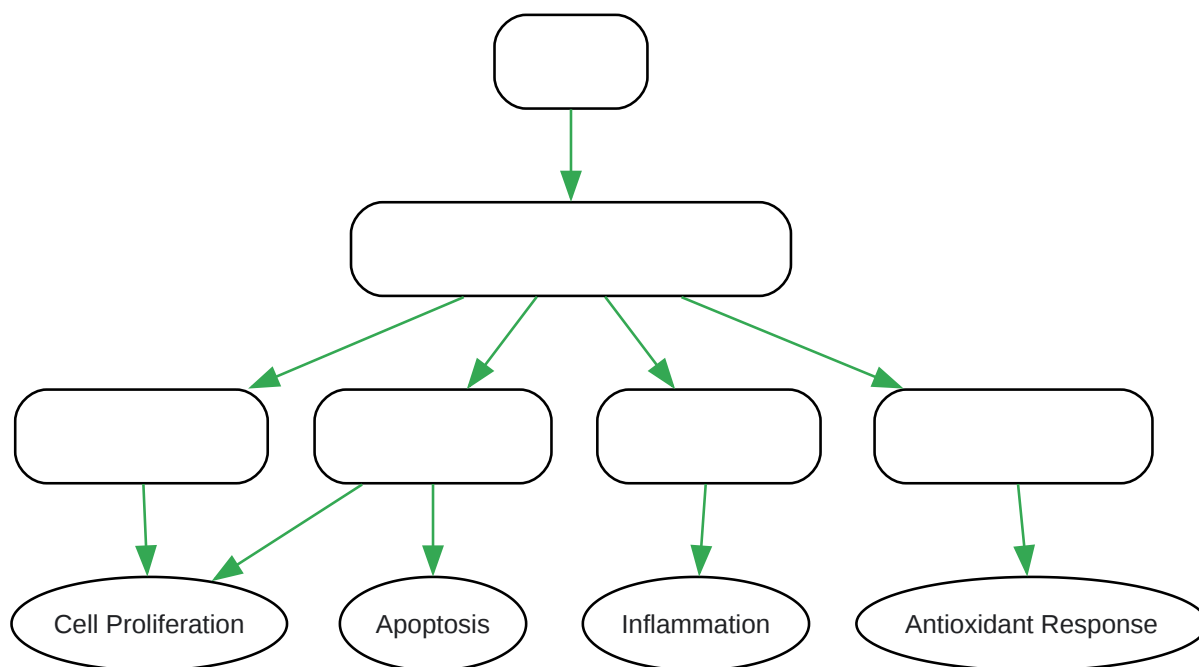 Cell Proliferation
Apoptosis
Inflammation
Antioxidant Response